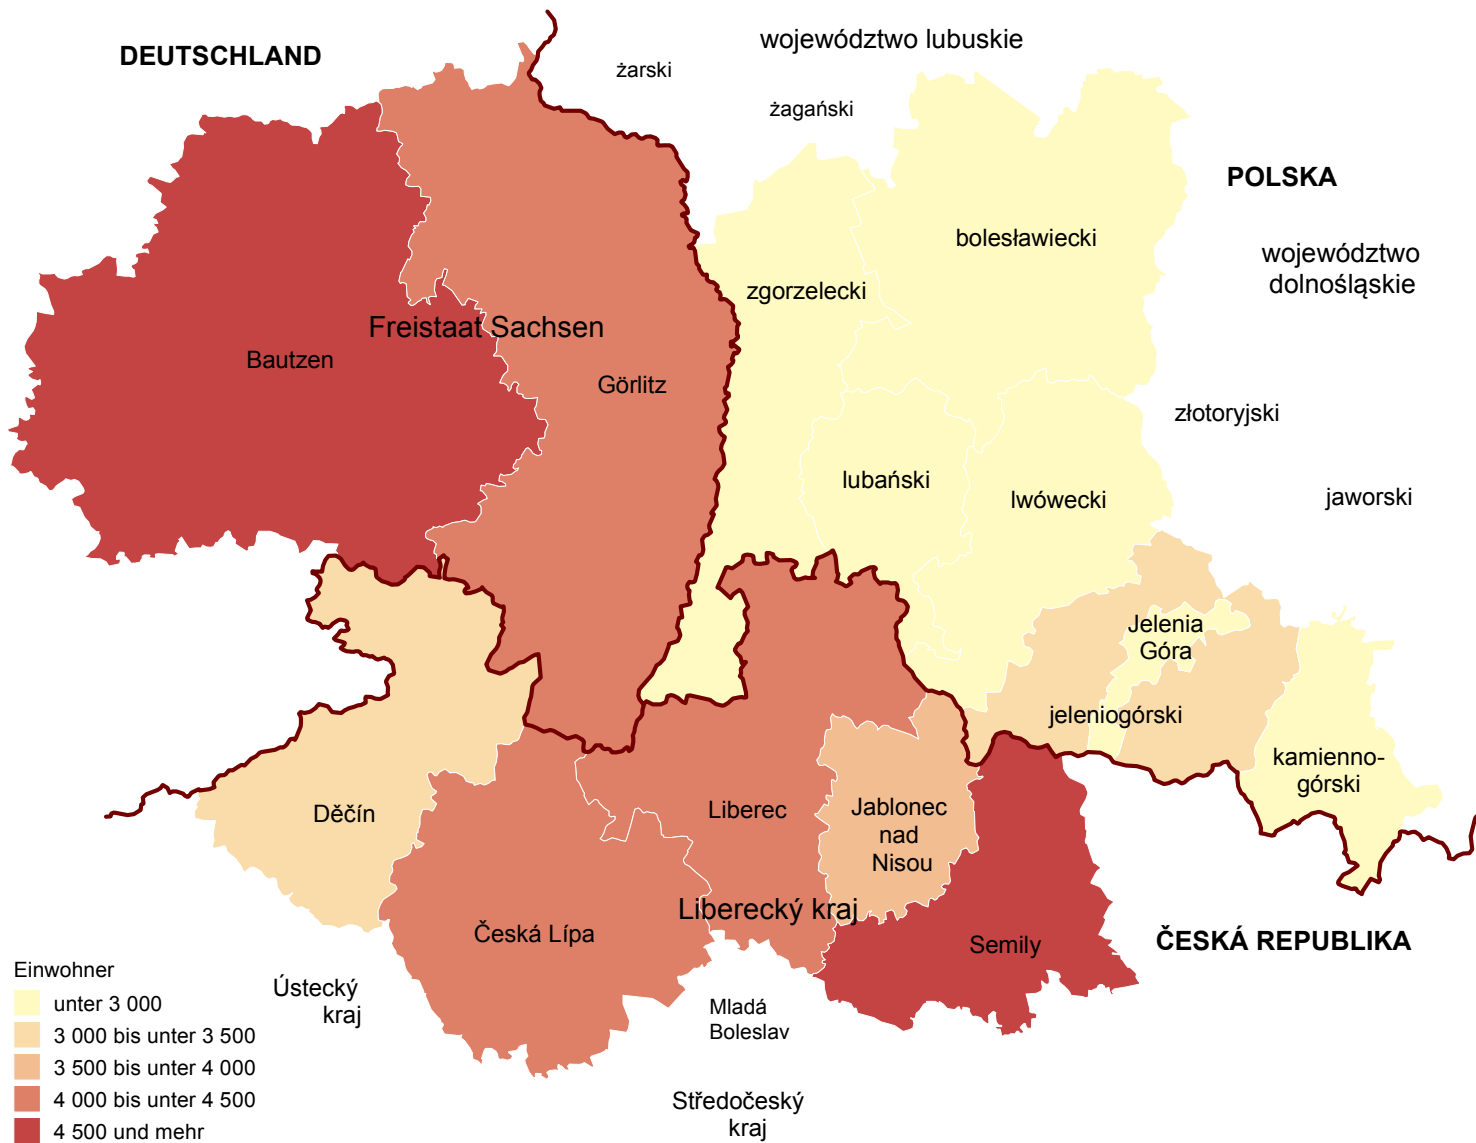 DEUTSCHLAND
województwo lubuskie
żarski
żagański
POLSKA
bolesławiecki
województwo
dolnośląskie
zgorzelecki
Freistaat Sachsen
Bautzen
Görlitz
złotoryjski
lubański
lwówecki
jaworski
Jelenia
Góra
jeleniogórski
kamienno-
górski
Děčín
Liberec
Jablonec
nad
Nisou
Liberecký kraj
Česká Lípa
Semily
ČESKÁ REPUBLIKA
Ústecký
kraj
Mladá
Boleslav
Středočeský
kraj
Einwohner
unter 3 000
3 000 bis unter 3 500
3 500 bis unter 4 000
4 000 bis unter 4 500
4 500 und mehr